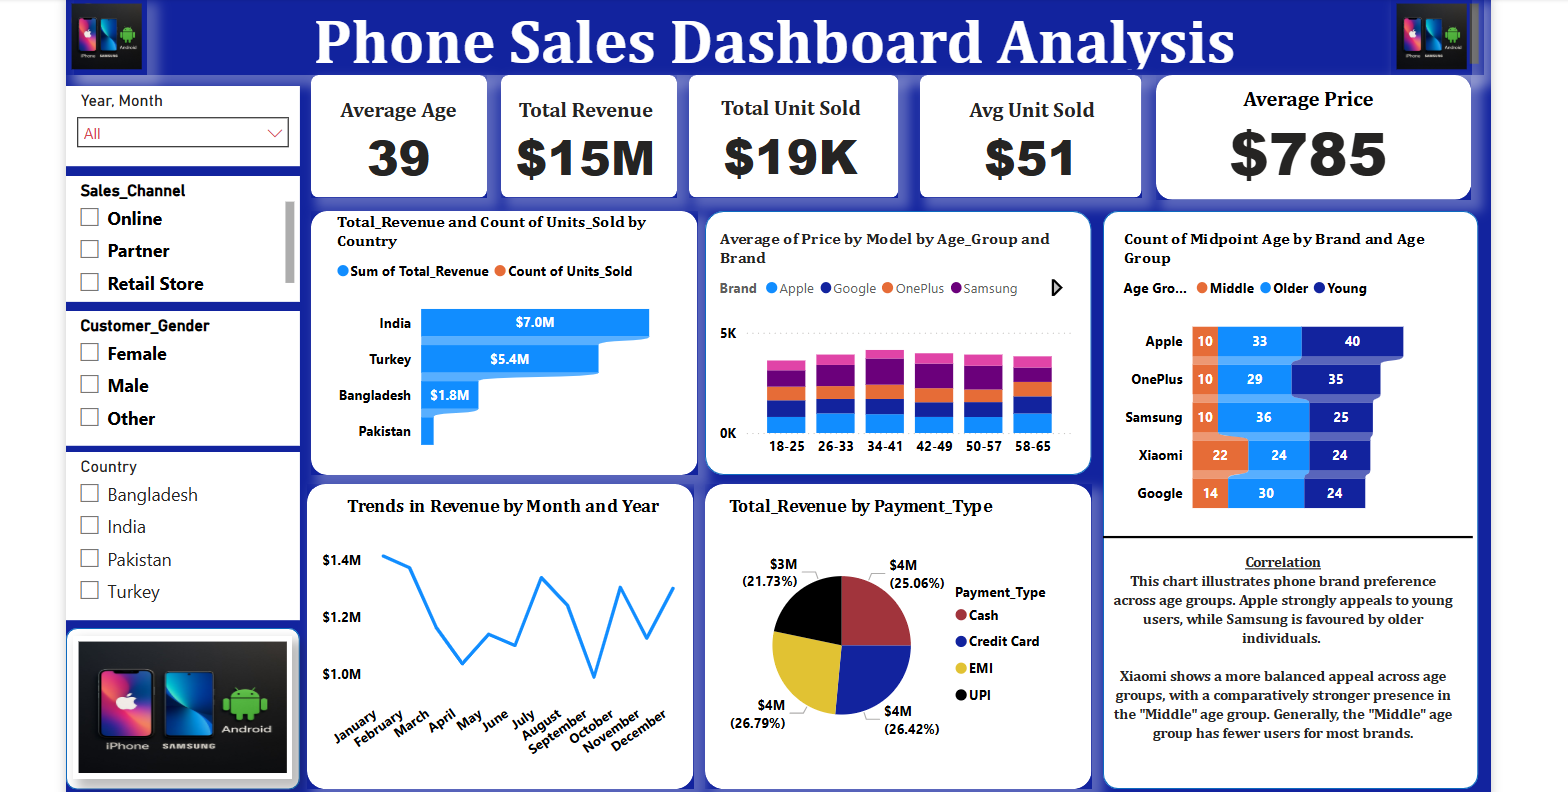 Phone Sales Dashboard Analysis
iPhone
SAMSUNG
Android
iPhone
SAMSUNG
Android
Year, Month
All
Sales_Channel
Online
Partner
Retail Store
Customer_Gender
Female
Male
Other
Country
Bangladesh
India
Pakistan
Turkey
iPhone
SAMSUNG
Android
Average Age
39
Total Revenue
$15M
Total Unit Sold
$19K
Avg Unit Sold
$51
Average Price
$785
Total_Revenue and Count of Units_Sold by
Country
Sum of Total_Revenue Count of Units_Sold
India $7.0M
Turkey $5.4M
Bangladesh $1.8M
Pakistan
Average of Price by Model by Age_Group and
Brand
Brand Apple Google OnePlus Samsung
5K
0K
18-25 26-33 34-41 42-49 50-57 58-65
Count of Midpoint Age by Brand and Age
Group
Age Gro... Middle Older Young
Apple 10 33 40
OnePlus 10 29 35
Samsung 10 36 25
Xiaomi 22 24 24
Google 14 30 24
Trends in Revenue by Month and Year
$1.4M
$1.2M
$1.0M
January
February
March
April
May
June
July
August
September
October
November
December
Total_Revenue by Payment_Type
$3M
(21.73%)
$4M
(25.06%)
$4M
(26.79%)
$4M
(26.42%)
Payment_Type
Cash
Credit Card
EMI
UPI
Correlation
This chart illustrates phone brand preference
across age groups. Apple strongly appeals to young
users, while Samsung is favoured by older
individuals.
Xiaomi shows a more balanced appeal across age
groups, with a comparatively stronger presence in
the "Middle" age group. Generally, the "Middle" age
group has fewer users for most brands.